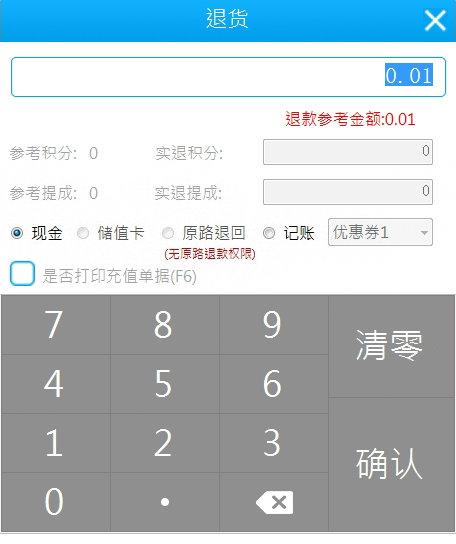 退货
0.01
退款参考金额:0.01
参考积分: 0 实退积分: 0
参考提成: 0 实退提成: 0
现金 储值卡 原路退回 记账 优惠券1
(无原路退款权限)
是否打印充值单据(F6)
7 8 9 清零
4 5 6
1 2 3 确认
0 .